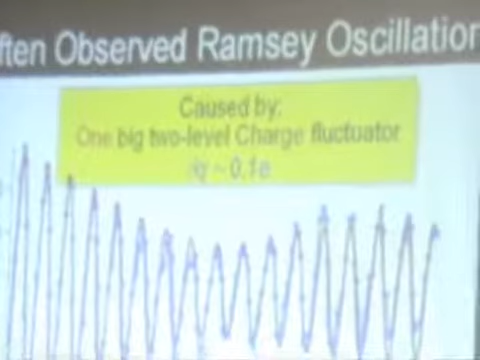 ften Observed Ramsey Oscillation
Caused by:
One big two-level Charge fluctuator
~ 0.1e